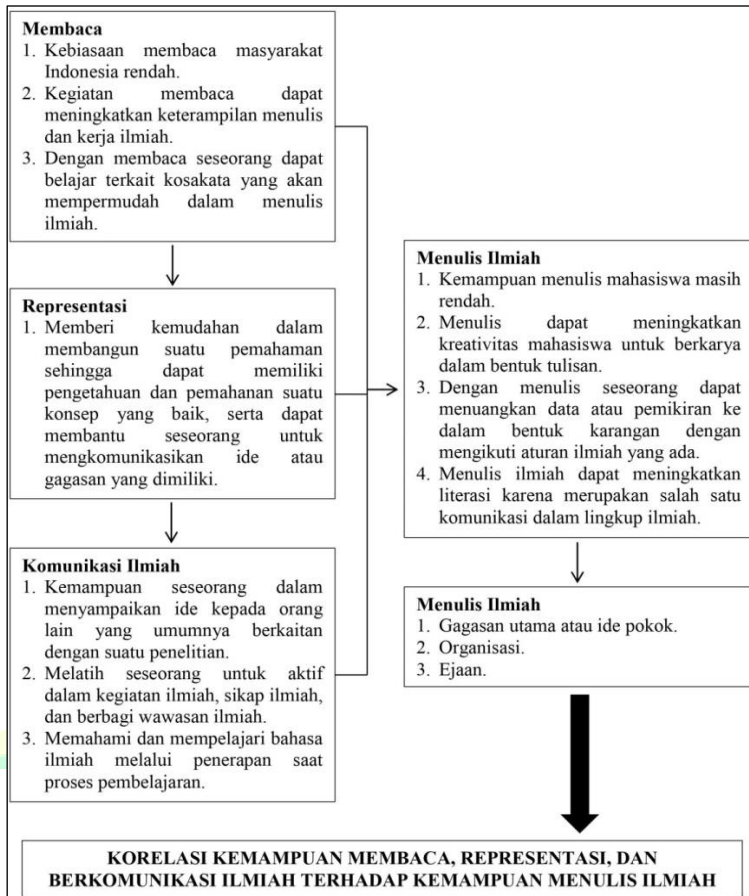 Membaca
1. Kebiasaan membaca masyarakat
Indonesia rendah.
2. Kegiatan membaca dapat
meningkatkan keterampilan menulis
dan kerja ilmiah.
3. Dengan membaca seseorang dapat
belajar terkait kosakata yang akan
mempermudah dalam menulis
ilmiah.
Representasi
1. Memberi kemudahan dalam
membangun suatu pemahaman
sehingga dapat memiliki
pengetahuan dan pemahanan suatu
konsep yang baik, serta dapat
membantu seseorang untuk
mengkomunikasikan ide atau
gagasan yang dimiliki.
Komunikasi Ilmiah
1. Kemampuan seseorang dalam
menyampaikan ide kepada orang
lain yang umumnya berkaitan
dengan suatu penelitian.
2. Melatih seseorang untuk aktif
dalam kegiatan ilmiah, sikap ilmiah,
dan berbagi wawasan ilmiah.
3. Memahami dan mempelajari bahasa
ilmiah melalui penerapan saat
proses pembelajaran.
Menulis Ilmiah
1. Kemampuan menulis mahasiswa masih
rendah.
2. Menulis dapat meningkatkan
kreativitas mahasiswa untuk berkarya
dalam bentuk tulisan.
3. Dengan menulis seseorang dapat
menuangkan data atau pemikiran ke
dalam bentuk karangan dengan
mengikuti aturan ilmiah yang ada.
4. Menulis ilmiah dapat meningkatkan
literasi karena merupakan salah satu
komunikasi dalam lingkup ilmiah.
Menulis Ilmiah
1. Gagasan utama atau ide pokok.
2. Organisasi.
3. Ejaan.
KORELASI KEMAMPUAN MEMBACA, REPRESENTASI, DAN
BERKOMUNIKASI ILMIAH TERHADAP KEMAMPUAN MENULIS ILMIAH